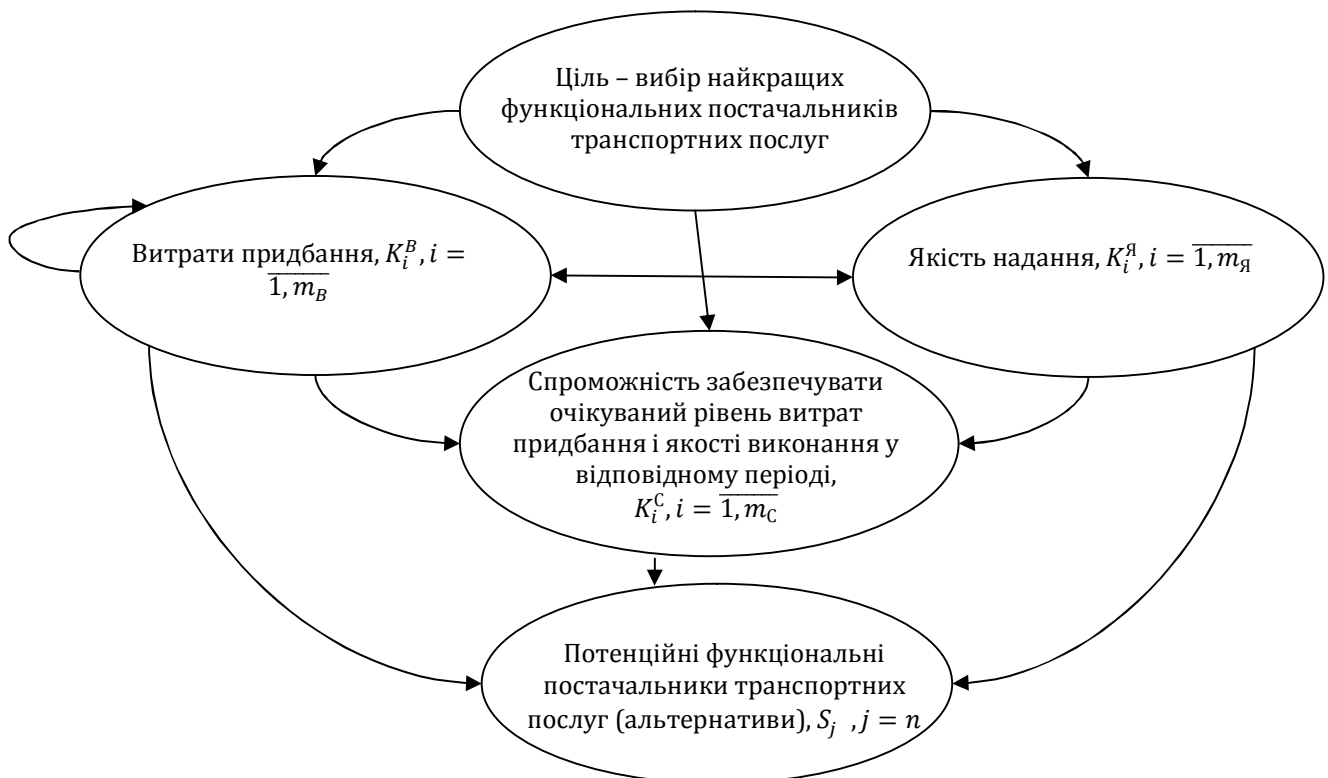 Ціль – вибір найкращих
функціональних постачальників
транспортних послуг
Витрати придбання, $K_i^B, i =$
$\overline{1, m_B}$
Якість надання, $K_i^Я, i = \overline{1, m_Я}$
Спроможність забезпечувати
очікуваний рівень витрат
придбання і якості виконання у
відповідному періоді,
$K_i^С, i = \overline{1, m_С}$
Потенційні функціональні
постачальники транспортних
послуг (альтернативи), $S_j$ , $j = n$